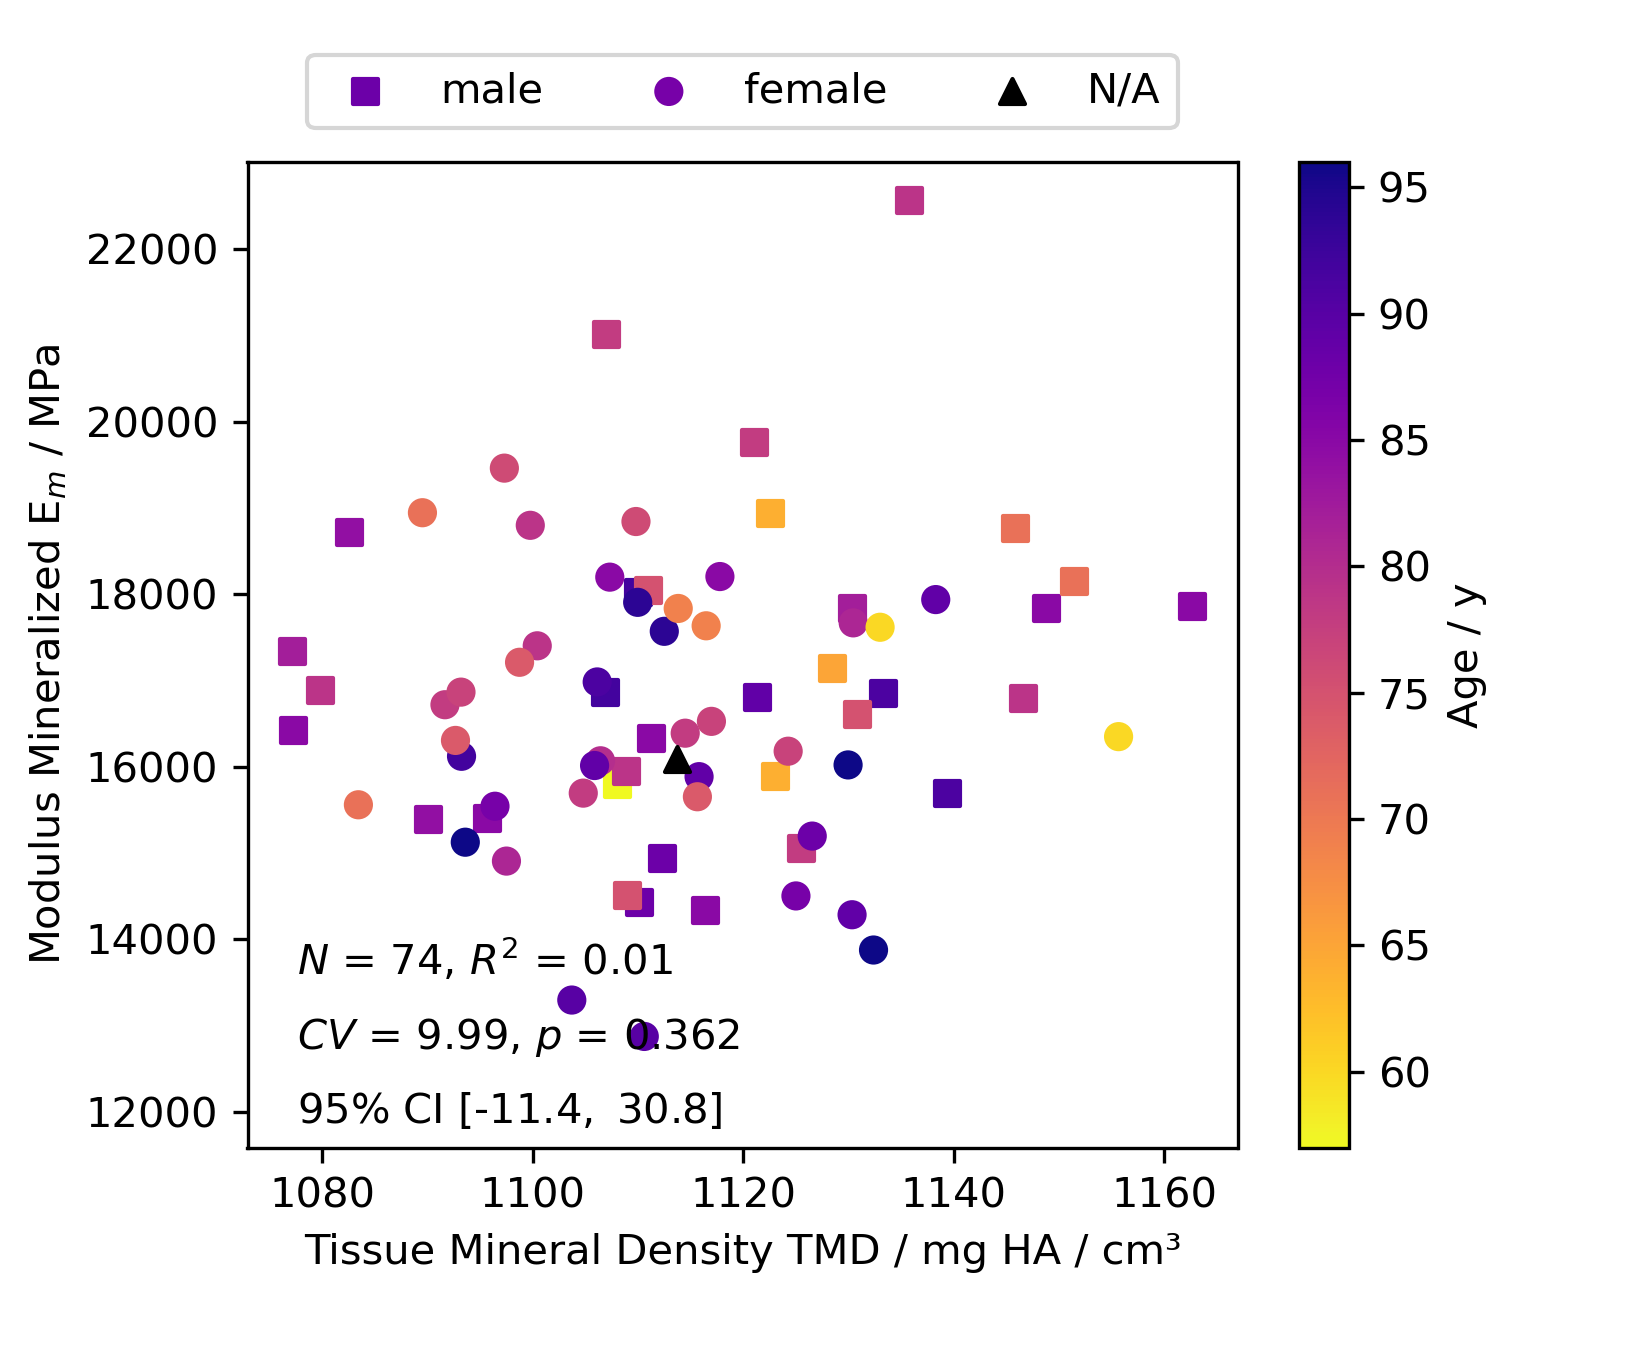 male female N/A
Modulus Mineralized Eₘ / MPa
22000
20000
18000
16000
14000
12000
N = 74, R² = 0.01
CV = 9.99, p = 0.362
95% CI [-11.4, 30.8]
1080 1100 1120 1140 1160
Tissue Mineral Density TMD / mg HA / cm³
95
90
85
80
75
70
65
60
Age / y